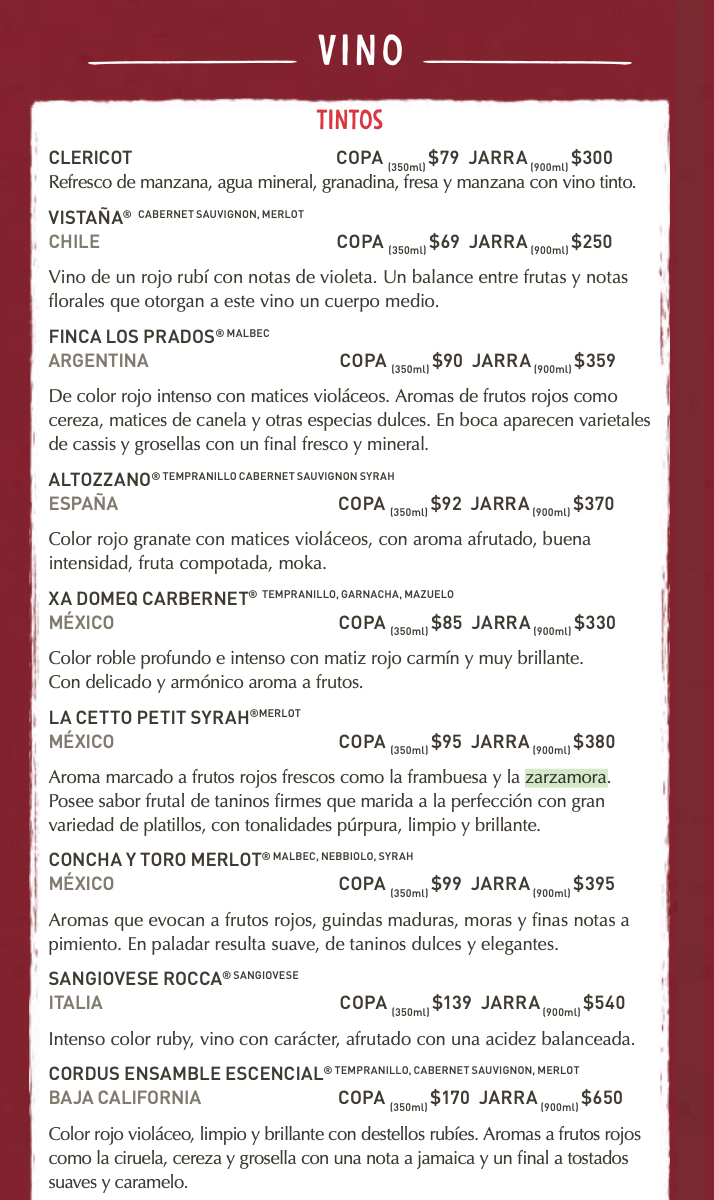 VINO
TINTOS
CLERICOT COPA (350ml) $79 JARRA (900ml) $300
Refresco de manzana, agua mineral, granadina, fresa y manzana con vino tinto.
VISTAÑA® CABERNET SAUVIGNON, MERLOT
CHILE COPA (350ml) $69 JARRA (900ml) $250
Vino de un rojo rubí con notas de violeta. Un balance entre frutas y notas
florales que otorgan a este vino un cuerpo medio.
FINCA LOS PRADOS® MALBEC
ARGENTINA COPA (350ml) $90 JARRA (900ml) $359
De color rojo intenso con matices violáceos. Aromas de frutos rojos como
cereza, matices de canela y otras especias dulces. En boca aparecen varietales
de cassis y grosellas con un final fresco y mineral.
ALTOZZANO® TEMPRANILLO CABERNET SAUVIGNON SYRAH
ESPAÑA COPA (350ml) $92 JARRA (900ml) $370
Color rojo granate con matices violáceos, con aroma afrutado, buena
intensidad, fruta compotada, moka.
XA DOMEQ CARBERNET® TEMPRANILLO, GARNACHA, MAZUELO
MÉXICO COPA (350ml) $85 JARRA (900ml) $330
Color roble profundo e intenso con matiz rojo carmín y muy brillante.
Con delicado y armónico aroma a frutos.
LA CETTO PETIT SYRAH® MERLOT
MÉXICO COPA (350ml) $95 JARRA (900ml) $380
Aroma marcado a frutos rojos frescos como la frambuesa y la zarzamora.
Posee sabor frutal de taninos firmes que marida a la perfección con gran
variedad de platillos, con tonalidades púrpura, limpio y brillante.
CONCHA Y TORO MERLOT® MALBEC, NEBBIOLO, SYRAH
MÉXICO COPA (350ml) $99 JARRA (900ml) $395
Aromas que evocan a frutos rojos, guindas maduras, moras y finas notas a
pimiento. En paladar resulta suave, de taninos dulces y elegantes.
SANGIOVESE ROCCA® SANGIOVESE
ITALIA COPA (350ml) $139 JARRA (900ml) $540
Intenso color ruby, vino con carácter, afrutado con una acidez balanceada.
CORDUS ENSAMBLE ESCENCIAL® TEMPRANILLO, CABERNET SAUVIGNON, MERLOT
BAJA CALIFORNIA COPA (350ml) $170 JARRA (900ml) $650
Color rojo violáceo, limpio y brillante con destellos rubíes. Aromas a frutos rojos
como la ciruela, cereza y grosella con una nota a jamaica y un final a tostados
suaves y caramelo.